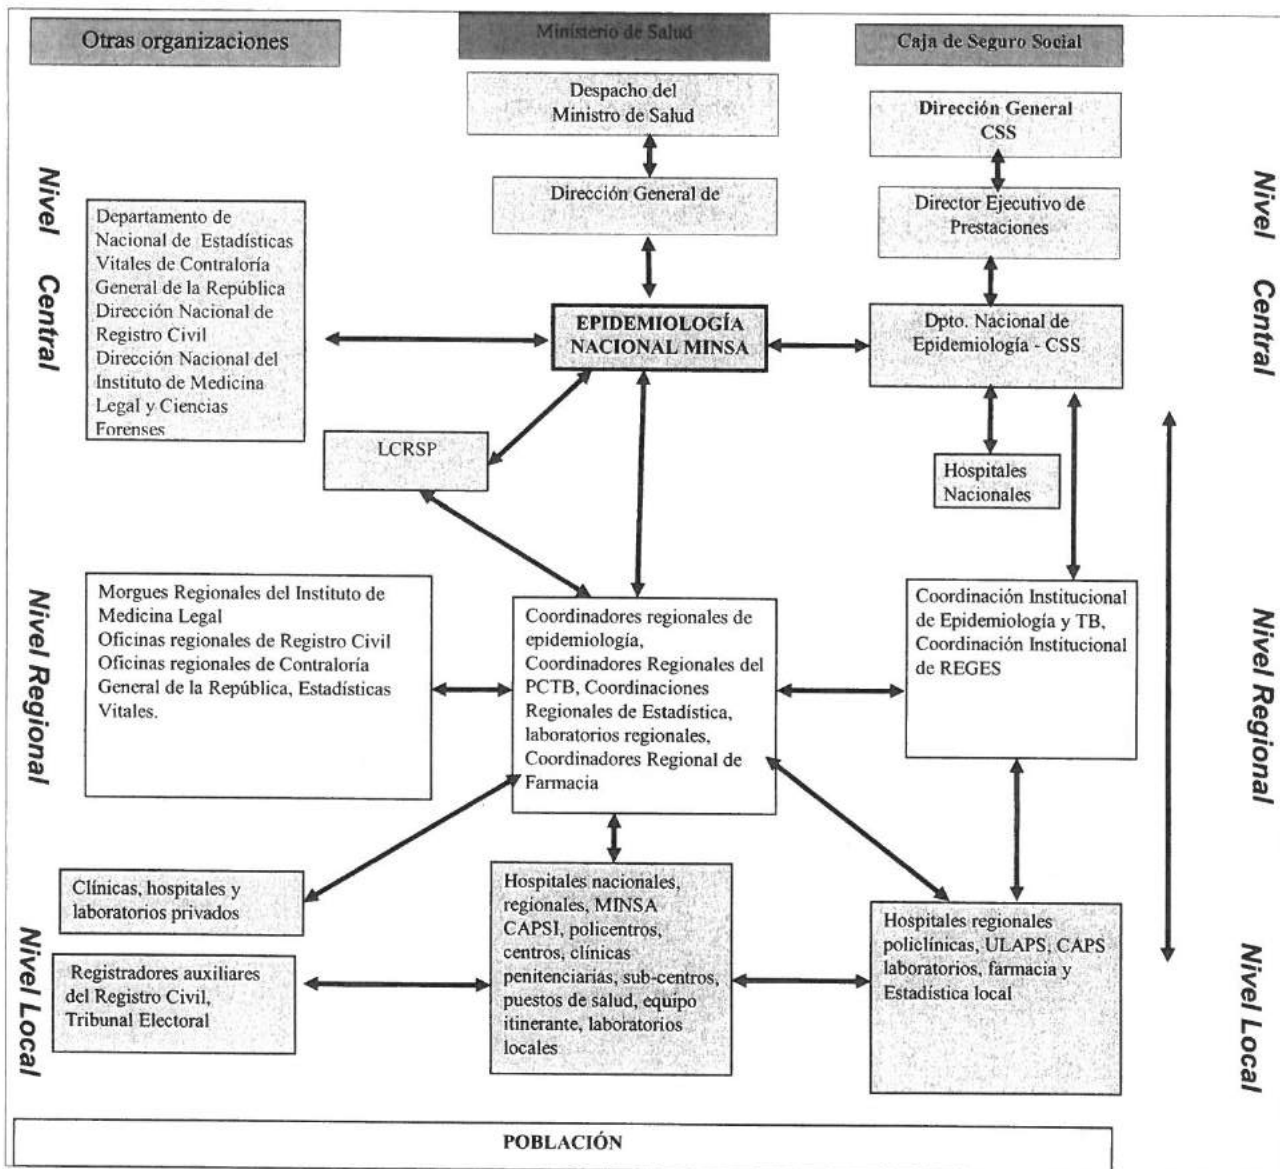 Otras organizaciones
Ministerio de Salud
Caja de Seguro Social
Despacho del
Ministro de Salud
Dirección General
CSS
Dirección General de
Director Ejecutivo de
Prestaciones
Nivel Central
Departamento de
Nacional de Estadísticas
Vitales de Contraloría
General de la República
Dirección Nacional de
Registro Civil
Dirección Nacional del
Instituto de Medicina
Legal y Ciencias
Forenses
EPIDEMIOLOGÍA
NACIONAL MINSA
Dpto. Nacional de
Epidemiología - CSS
Nivel Central
LCRSP
Hospitales
Nacionales
Nivel Regional
Morgues Regionales del Instituto de
Medicina Legal
Oficinas regionales de Registro Civil
Oficinas regionales de Contraloría
General de la República, Estadísticas
Vitales.
Coordinadores regionales de
epidemiología,
Coordinadores Regionales del
PCTB, Coordinaciones
Regionales de Estadística,
laboratorios regionales,
Coordinadores Regional de
Farmacia
Coordinación Institucional
de Epidemiología y TB,
Coordinación Institucional
de REGES
Nivel Regional
Clínicas, hospitales y
laboratorios privados
Nivel Local
Registradores auxiliares
del Registro Civil,
Tribunal Electoral
Hospitales nacionales,
regionales, MINSA
CAPSI, policentros,
centros, clínicas
penitenciarías, sub-centros,
puestos de salud, equipo
itinerante, laboratorios
locales
Hospitales regionales
policlínicas, ULAPS, CAPS
laboratorios, farmacia y
Estadística local
Nivel Local
POBLACIÓN